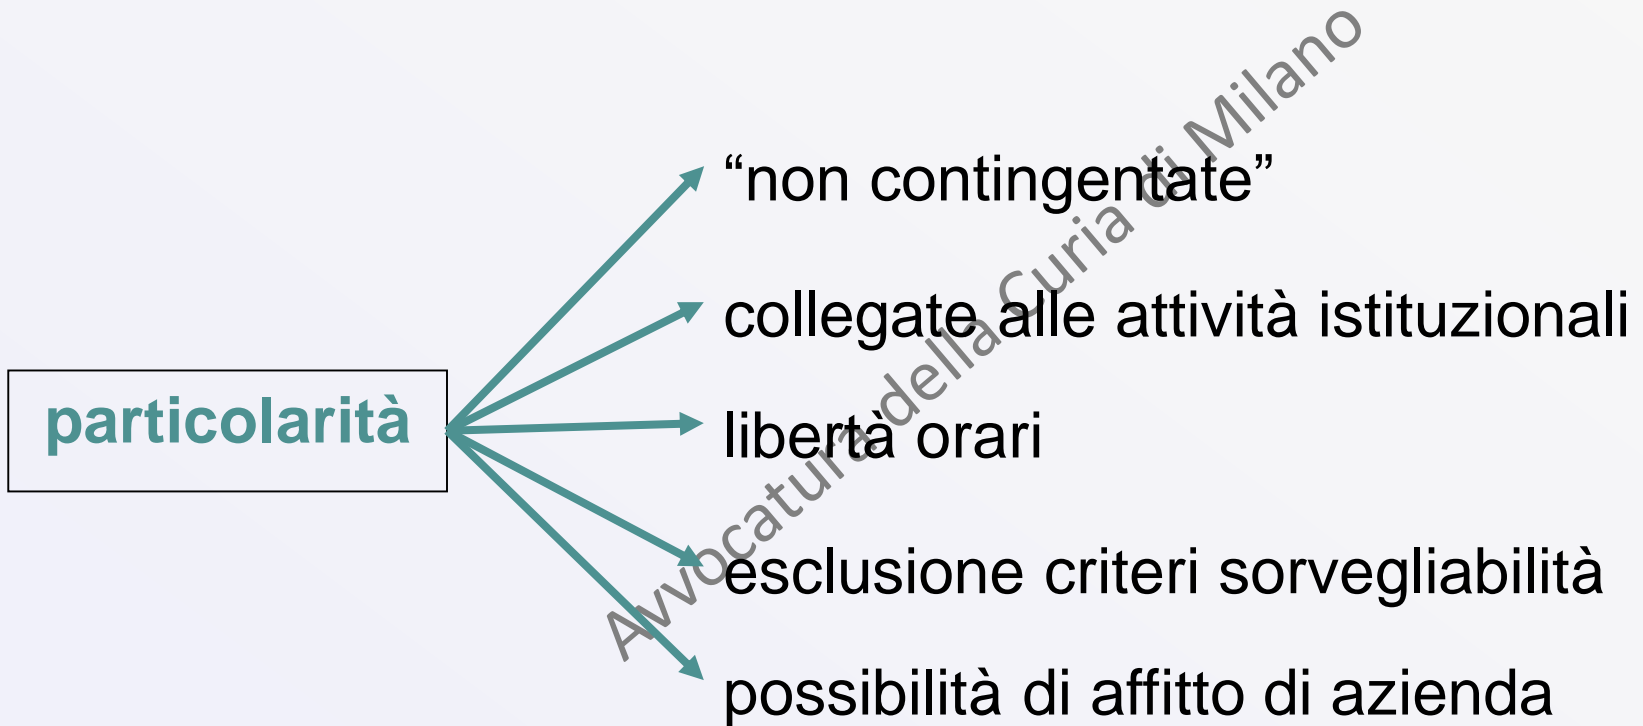 particolarità
“non contingentate”
collegate alle attività istituzionali
libertà orari
esclusione criteri sorvegliabilità
possibilità di affitto di azienda
Avvocatura della Curia di Milano